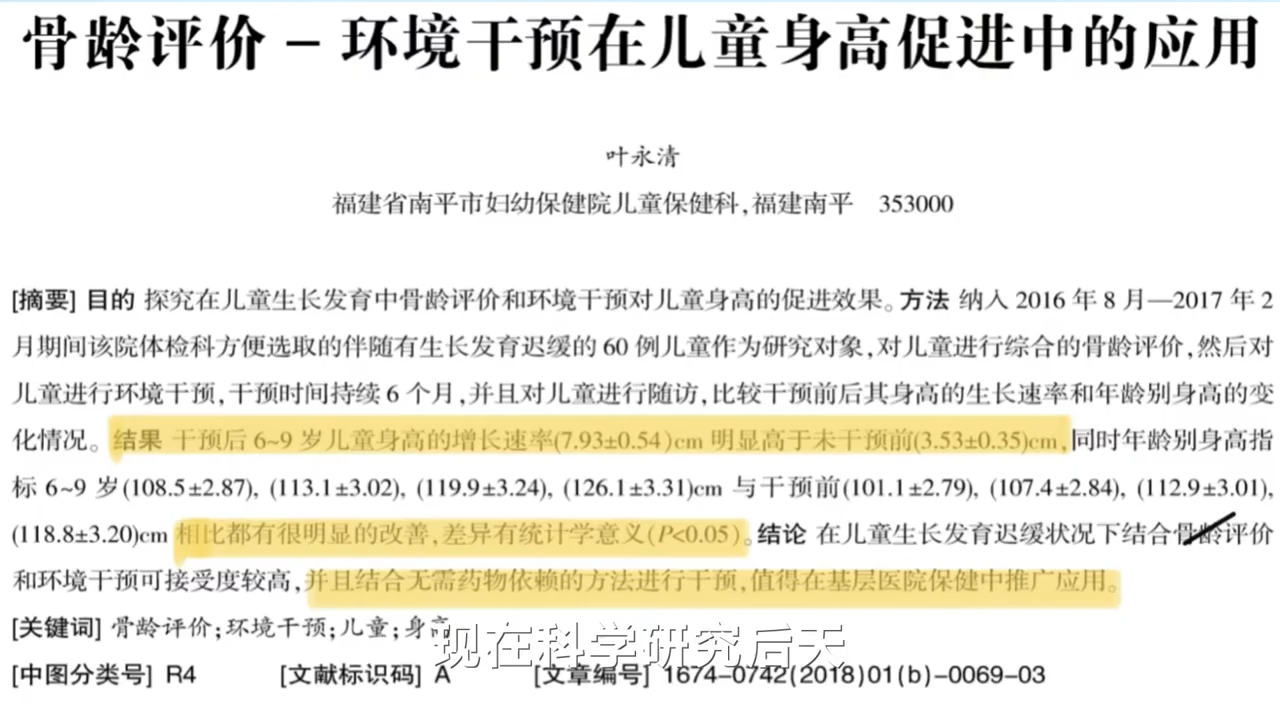 骨龄评价－环境干预在儿童身高促进中的应用
叶永清
福建省南平市妇幼保健院儿童保健科,福建南平 353000
[摘要] 目的 探究在儿童生长发育中骨龄评价和环境干预对儿童身高的促进效果。方法 纳入 2016 年 8 月—2017 年 2
月期间该院体检科方便选取的伴随有生长发育迟缓的 60 例儿童作为研究对象,对儿童进行综合的骨龄评价,然后对
儿童进行环境干预,干预时间持续 6 个月,并且对儿童进行随访,比较干预前后其身高的生长速率和年龄别身高的变
化情况。结果 干预后 6~9 岁儿童身高的增长速率(7.93±0.54)cm 明显高于未干预前(3.53±0.35)cm,同时年龄别身高指
标 6~9 岁(108.5±2.87), (113.1±3.02), (119.9±3.24), (126.1±3.31)cm 与干预前(101.1±2.79), (107.4±2.84), (112.9±3.01),
(118.8±3.20)cm 相比都有很明显的改善,差异有统计学意义(P<0.05)。结论 在儿童生长发育迟缓状况下结合骨龄评价
和环境干预可接受度较高,并且结合无需药物依赖的方法进行干预,值得在基层医院保健中推广应用。
[关键词] 骨龄评价;环境干预;儿童;身高
现在科学研究后天
[中图分类号] R4 [文献标识码] A [文章编号] 1674-0742(2018)01(b)-0069-03